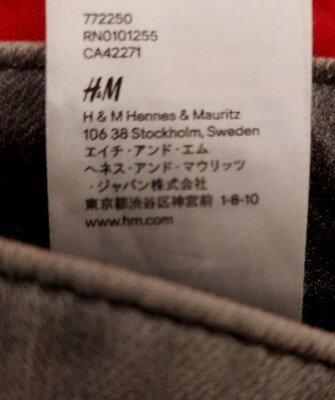 772250
RN0101255
CA42271
H&M
H & M Hennes & Mauritz
106 38 Stockholm, Sweden
エイチ・アンド・エム
ヘネス・アンド・マウリッツ
・ジャパン株式会社
東京都渋谷区神宮前 1-8-10
www.hm.com